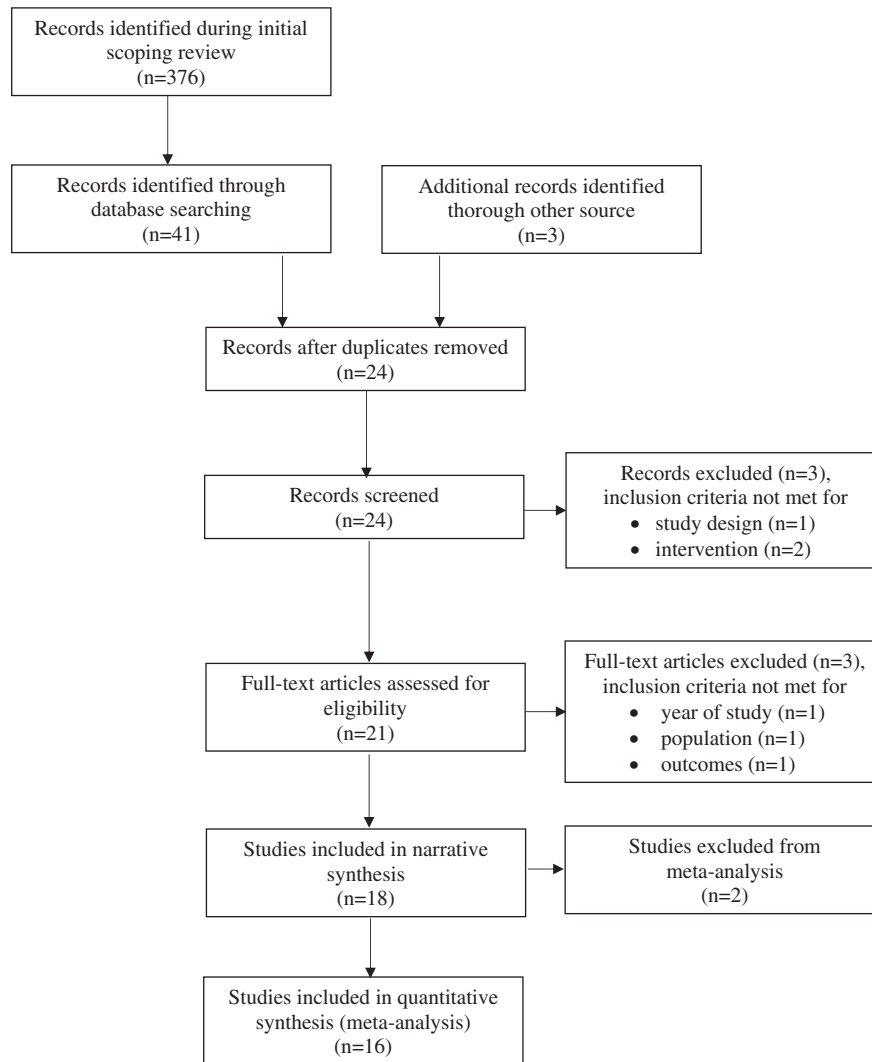 Records identified during initial
scoping review
(n=376)
Records identified through
database searching
(n=41)
Additional records identified
thorough other source
(n=3)
Records after duplicates removed
(n=24)
Records screened
(n=24)
Records excluded (n=3),
inclusion criteria not met for
• study design (n=1)
• intervention (n=2)
Full-text articles assessed for
eligibility
(n=21)
Full-text articles excluded (n=3),
inclusion criteria not met for
• year of study (n=1)
• population (n=1)
• outcomes (n=1)
Studies included in narrative
synthesis
(n=18)
Studies excluded from
meta-analysis
(n=2)
Studies included in quantitative
synthesis (meta-analysis)
(n=16)